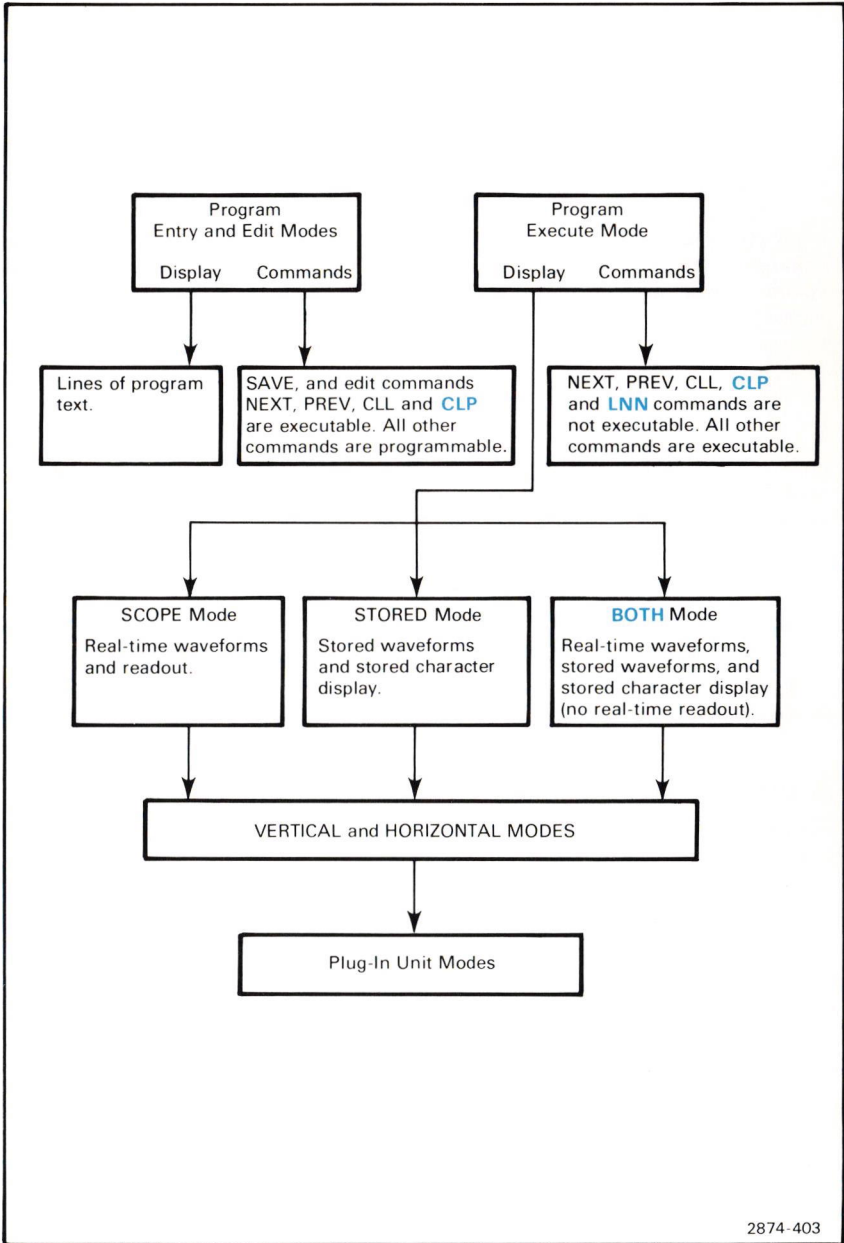 Program
Entry and Edit Modes
Display Commands
Program
Execute Mode
Display Commands
Lines of program
text.
SAVE, and edit commands
NEXT, PREV, CLL and CLP
are executable. All other
commands are programmable.
NEXT, PREV, CLL, CLP
and LNN commands are
not executable. All other
commands are executable.
SCOPE Mode
Real-time waveforms
and readout.
STORED Mode
Stored waveforms
and stored character
display.
BOTH Mode
Real-time waveforms,
stored waveforms, and
stored character display
(no real-time readout).
VERTICAL and HORIZONTAL MODES
Plug-In Unit Modes
2874-403